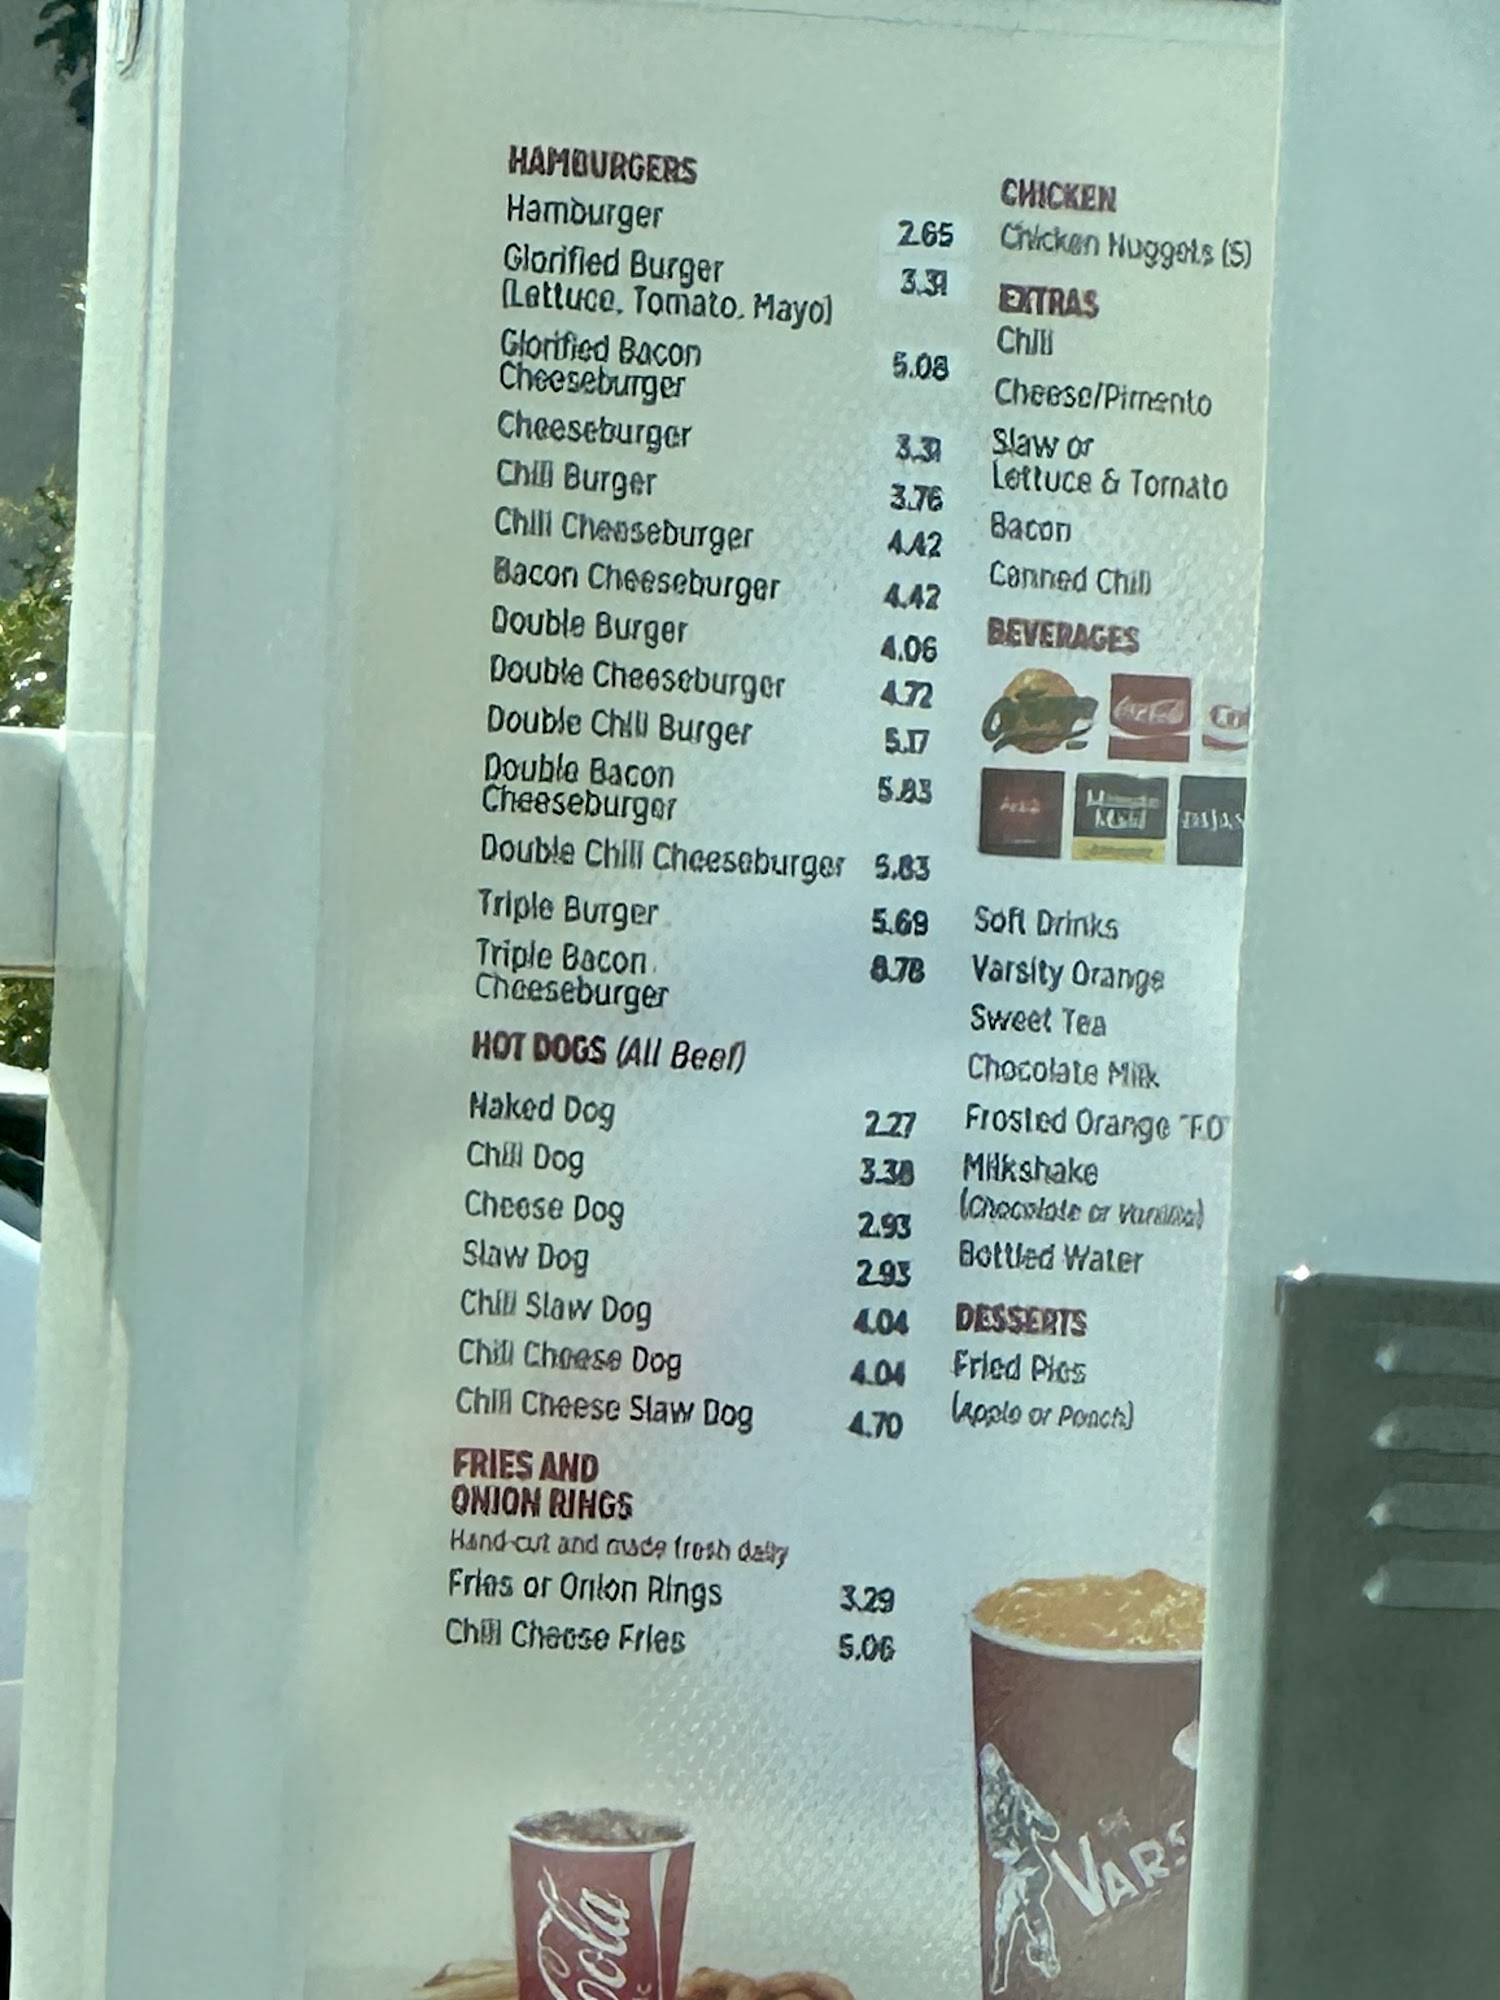 HAMBURGERS
Hamburger 2.65
Glorified Burger 3.31
(Lettuce, Tomato, Mayo)
Glorified Bacon 5.08
Cheeseburger
Cheeseburger 3.31
Chili Burger 3.76
Chili Cheeseburger 4.42
Bacon Cheeseburger 4.42
Double Burger 4.06
Double Cheeseburger 4.72
Double Chili Burger 5.17
Double Bacon 5.83
Cheeseburger
Double Chili Cheeseburger 5.83
Triple Burger 5.69
Triple Bacon
Cheeseburger
HOT DOGS (All Beef)
Naked Dog 2.27
Chili Dog 3.38
Cheese Dog 2.93
Slaw Dog 2.93
Chili Slaw Dog 4.04
Chili Cheese Dog 4.04
Chili Cheese Slaw Dog 4.70
FRIES AND
ONION RINGS
Hand-cut and made fresh daily
Fries or Onion Rings 3.29
Chili Cheese Fries 5.06
CHICKEN
Chicken Nuggets (5)
EXTRAS
Chili
Cheese/Pimento
Slaw or
Lettuce & Tomato
Bacon
Canned Chili
BEVERAGES
Coca-Cola
Minute
Maid
Soft Drinks
Varsity Orange
Sweet Tea
Chocolate Milk
Frosted Orange "F.O"
Milkshake
(Chocolate or Vanilla)
Bottled Water
DESSERTS
Fried Pies
(Apple or Peach)
THE
VARS
Cola